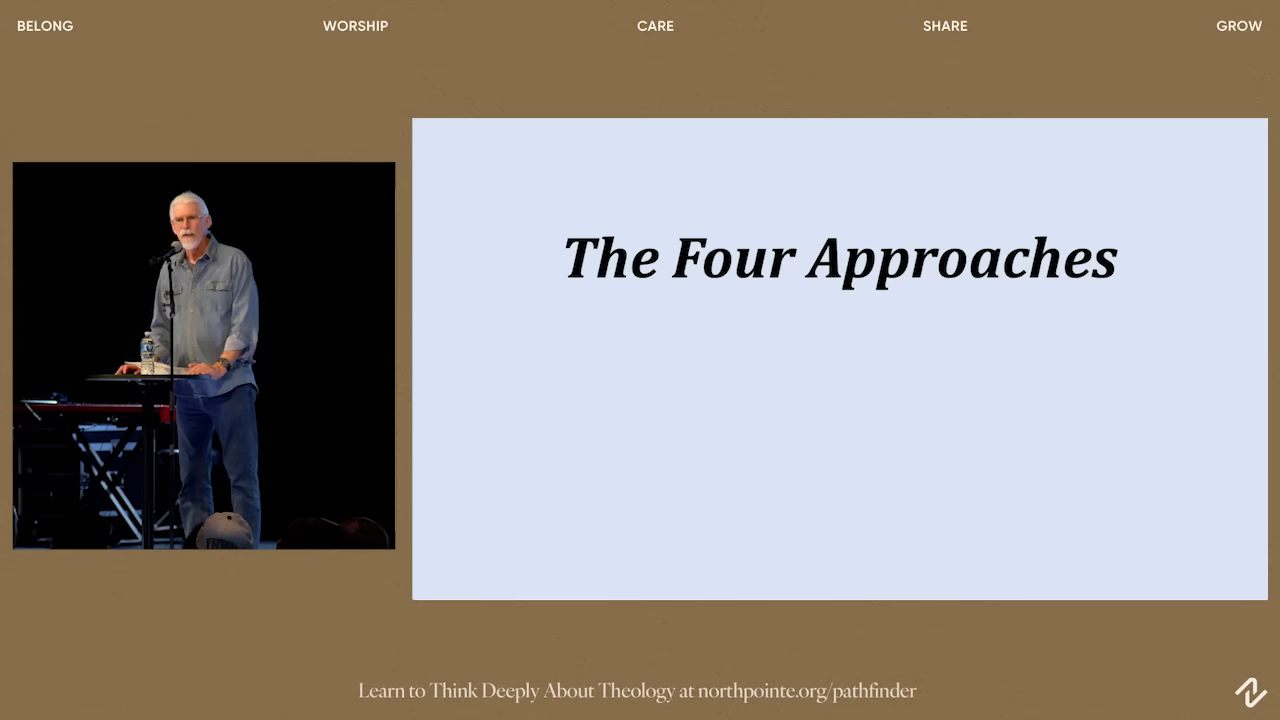 BELONG WORSHIP CARE SHARE GROW
The Four Approaches
Learn to Think Deeply About Theology at northpointe.org/pathfinder